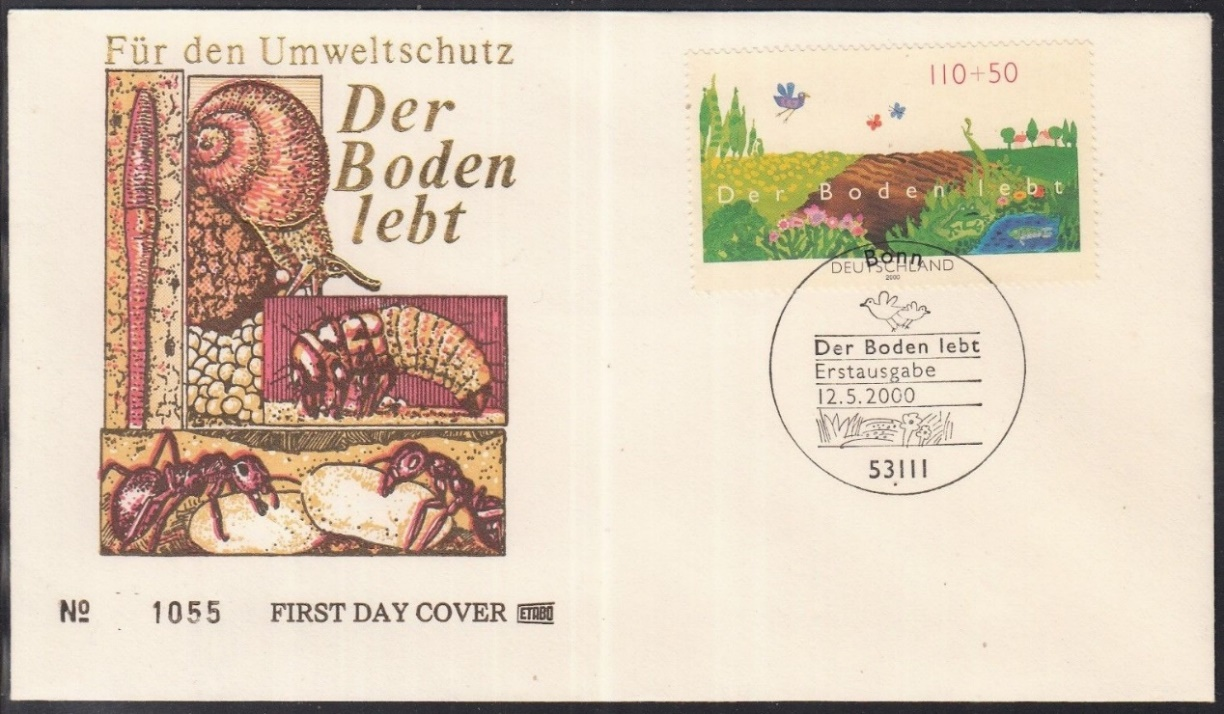 Für den Umweltschutz
Der
Boden
lebt
110+50
Der Boden lebt
DEUTSCHLAND
2000
Bonn
Der Boden lebt
Erstausgabe
12.5.2000
53111
Nº 1055 FIRST DAY COVER ETABO